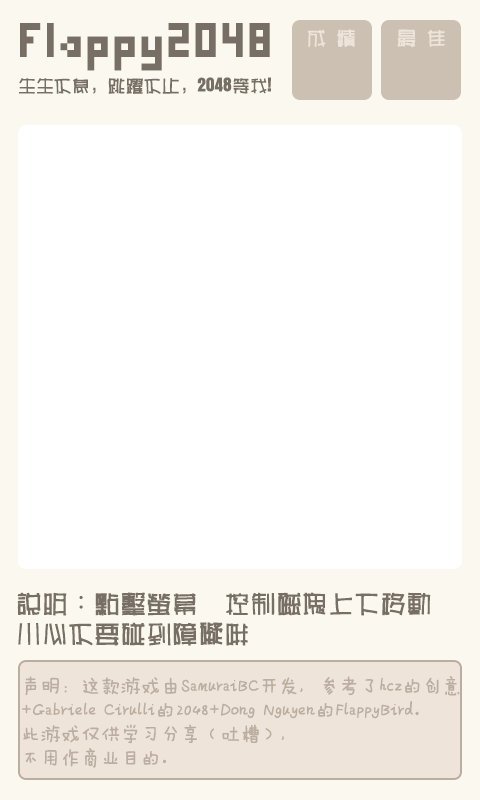 Flappy2048
成績
最佳
生生不息，跳躍不止，2048等我!
說明：點擊螢幕 控制磁塊上下移動
小心不要碰到障礙哦
声明：这款游戏由SamuraiBC开发， 参考了hcz的创意
+Gabriele Cirulli的2048+Dong Nguyen的FlappyBird.
此游戏仅供学习分享（吐槽），
不用作商业目的。